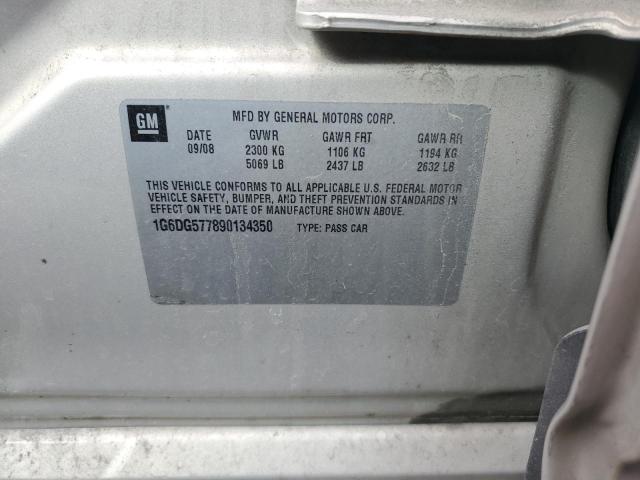 GM
MFD BY GENERAL MOTORS CORP.
DATE GVWR GAWR FRT GAWR RR
09/08 2300 KG 1106 KG 1194 KG
5069 LB 2437 LB 2632 LB
THIS VEHICLE CONFORMS TO ALL APPLICABLE U.S. FEDERAL MOTOR
VEHICLE SAFETY, BUMPER, AND THEFT PREVENTION STANDARDS IN
EFFECT ON THE DATE OF MANUFACTURE SHOWN ABOVE.
1G6DG577890134350 TYPE: PASS CAR